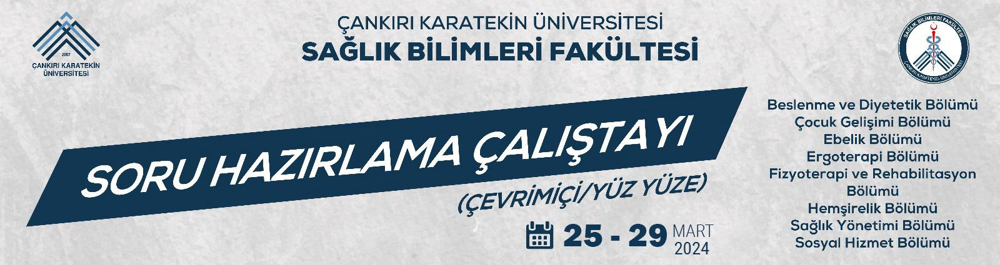 2007
ÇANKIRI KARATEKİN
ÜNİVERSİTESİ
ÇANKIRI KARATEKİN ÜNİVERSİTESİ
SAĞLIK BİLİMLERİ FAKÜLTESİ
SAĞLIK BİLİMLERİ FAKÜLTESİ
ÇANKIRI KARATEKİN ÜNİVERSİTESİ
SORU HAZIRLAMA ÇALIŞTAYI
(ÇEVRİMİÇİ/YÜZ YÜZE)
25 - 29 MART
2024
Beslenme ve Diyetetik Bölümü
Çocuk Gelişimi Bölümü
Ebelik Bölümü
Ergoterapi Bölümü
Fizyoterapi ve Rehabilitasyon
Bölümü
Hemşirelik Bölümü
Sağlık Yönetimi Bölümü
Sosyal Hizmet Bölümü